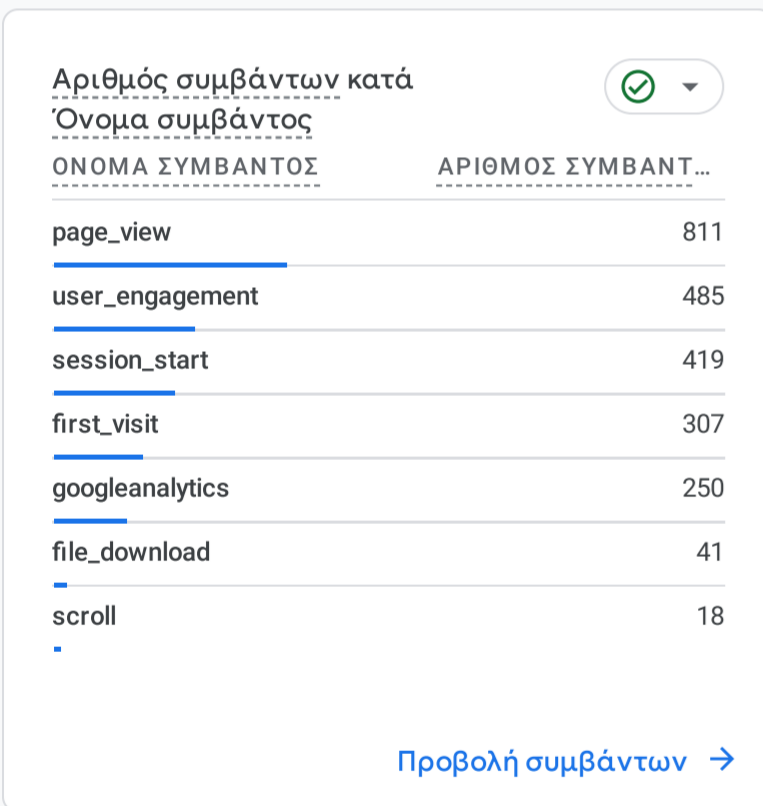 Αριθμός συμβάντων κατά
Όνομα συμβάντος
ΟΝΟΜΑ ΣΥΜΒΑΝΤΟΣ ΑΡΙΘΜΟΣ ΣΥΜΒΑΝΤ...
page_view 811
user_engagement 485
session_start 419
first_visit 307
googleanalytics 250
file_download 41
scroll 18
Προβολή συμβάντων